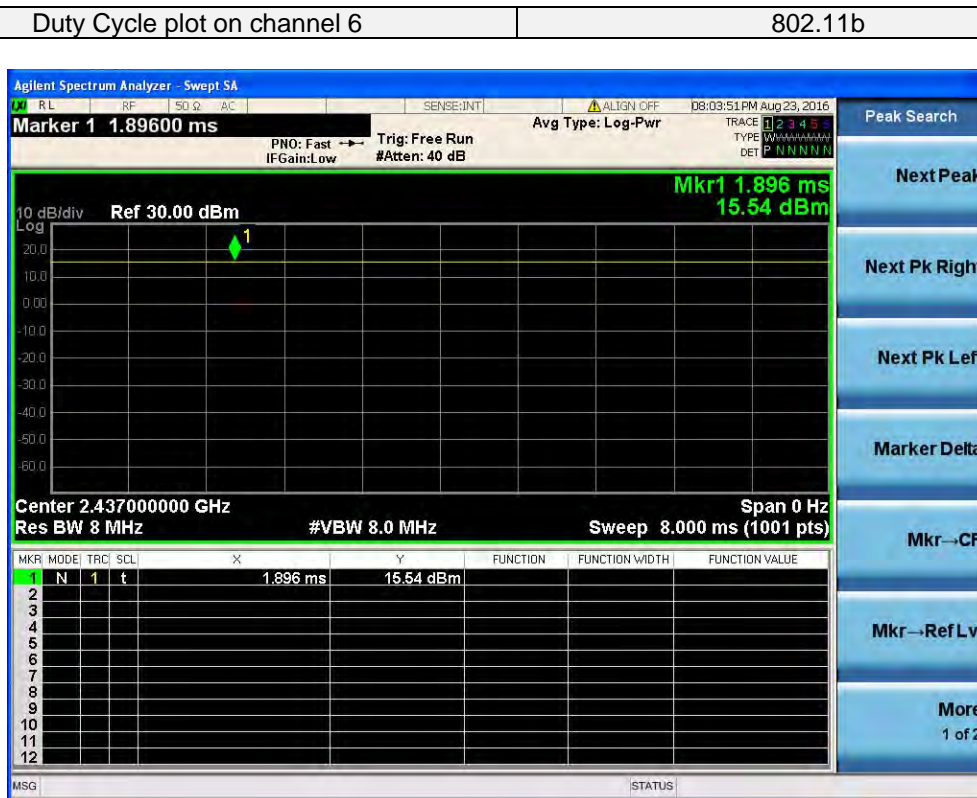 Duty Cycle plot on channel 6 802.11b
Agilent Spectrum Analyzer - Swept SA
LXI RL RF 50 Ω AC SENSE:INT ALIGN OFF 08:03:51 PM Aug 23, 2016
Marker 1 1.89600 ms Avg Type: Log-Pwr TRACE 1 2 3 4 5 6
PNO: Fast Trig: Free Run TYPE
IFGain:Low #Atten: 40 dB DET P N N N N N
Peak Search
Next Peak
Mkr1 1.896 ms
15.54 dBm
10 dB/div Ref 30.00 dBm
Log
1
20.0
10.0
0.00
-10.0
-20.0
-30.0
-40.0
-50.0
-60.0
Next Pk Righ
Next Pk Lef
Marker Delta
Center 2.437000000 GHz Span 0 Hz
Res BW 8 MHz #VBW 8.0 MHz Sweep 8.000 ms (1001 pts)
Mkr→CF
MKR MODE TRC SCL X Y FUNCTION FUNCTION WIDTH FUNCTION VALUE
1 N 1 t 1.896 ms 15.54 dBm
2
3
4
5
6
7
8
9
10
11
12
Mkr→Ref Lv
More
1 of 2
MSG STATUS